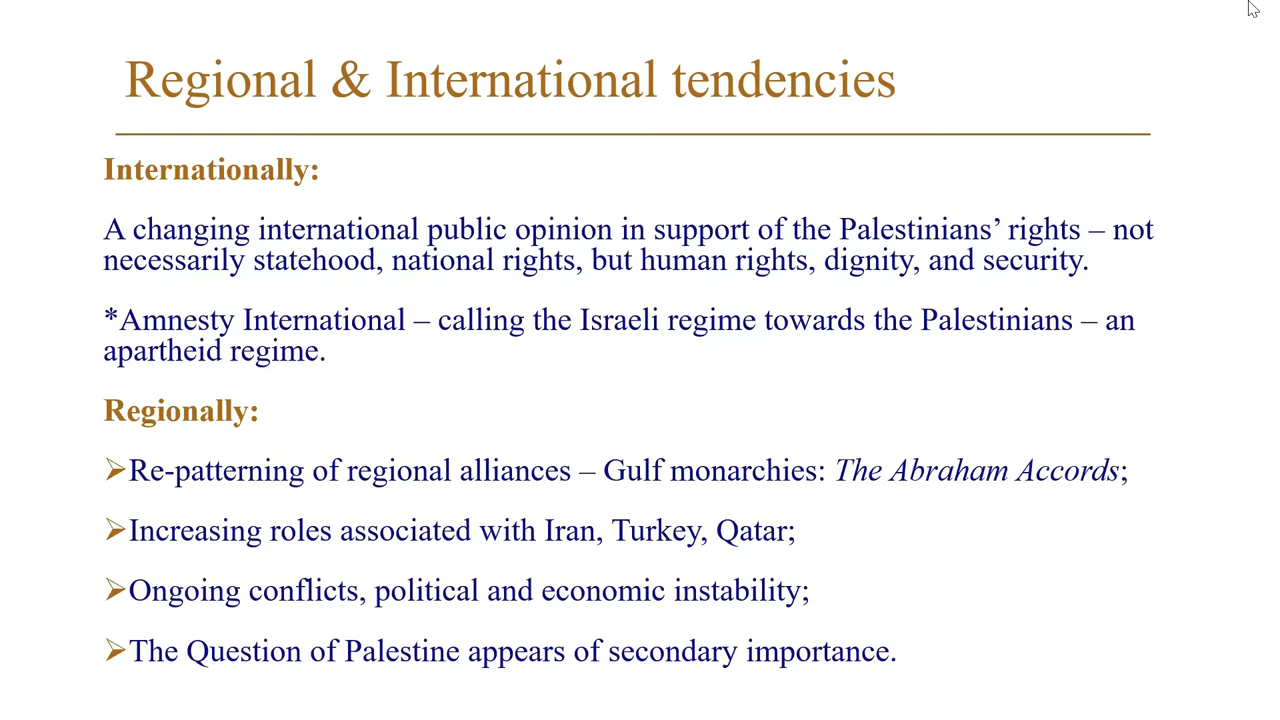 Regional & International tendencies
Internationally:
A changing international public opinion in support of the Palestinians’ rights – not
necessarily statehood, national rights, but human rights, dignity, and security.
*Amnesty International – calling the Israeli regime towards the Palestinians – an
apartheid regime.
Regionally:
➢Re-patterning of regional alliances – Gulf monarchies: The Abraham Accords;
➢Increasing roles associated with Iran, Turkey, Qatar;
➢Ongoing conflicts, political and economic instability;
➢The Question of Palestine appears of secondary importance.